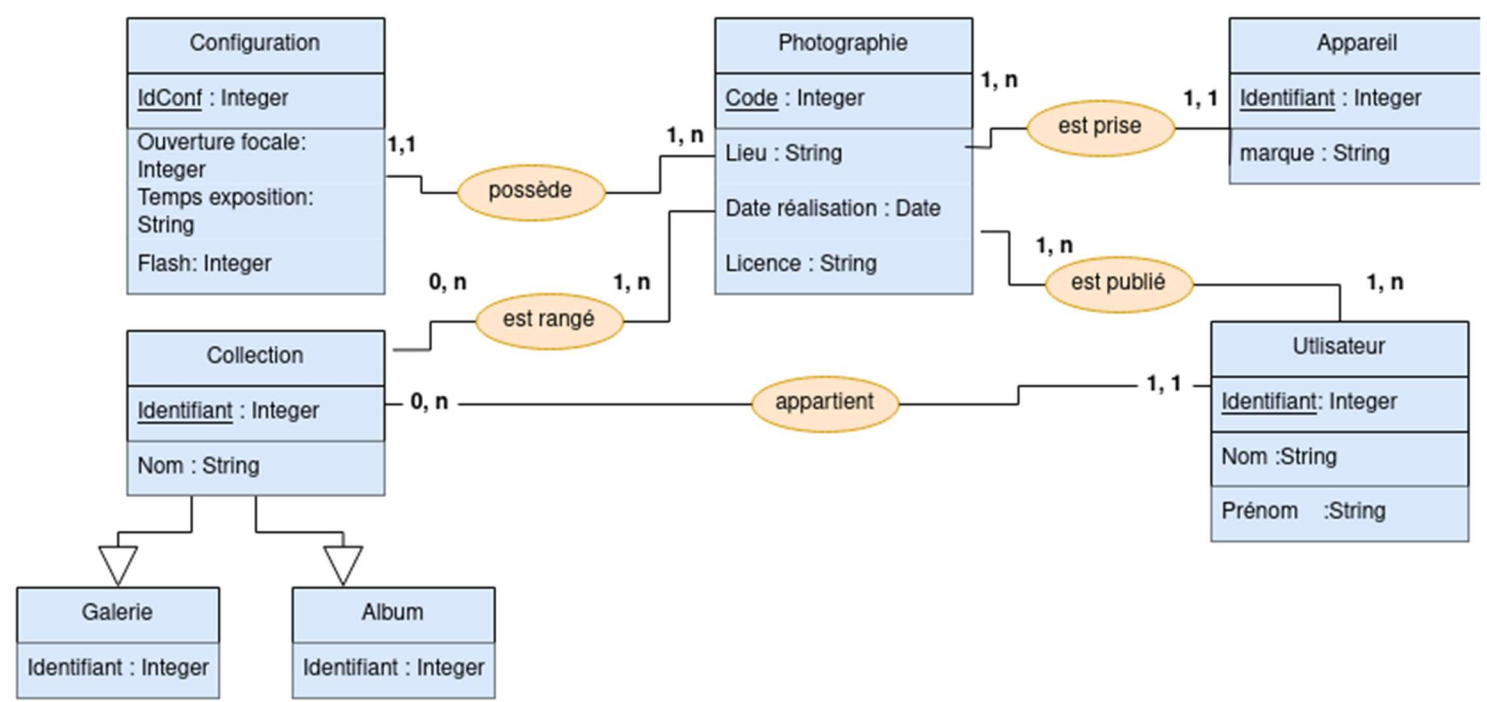 Configuration
IdConf : Integer
Ouverture focale:
Integer
Temps exposition:
String
Flash: Integer
1,1
possède
1, n
Photographie
Code : Integer
Lieu : String
Date réalisation : Date
Licence : String
1, n
est prise
1, 1
Appareil
Identifiant : Integer
marque : String
0, n
est rangé
1, n
1, n
est publié
1, n
Collection
Identifiant : Integer
Nom : String
0, n
appartient
1, 1
Utlisateur
Identifiant: Integer
Nom :String
Prénom :String
Galerie
Identifiant : Integer
Album
Identifiant : Integer